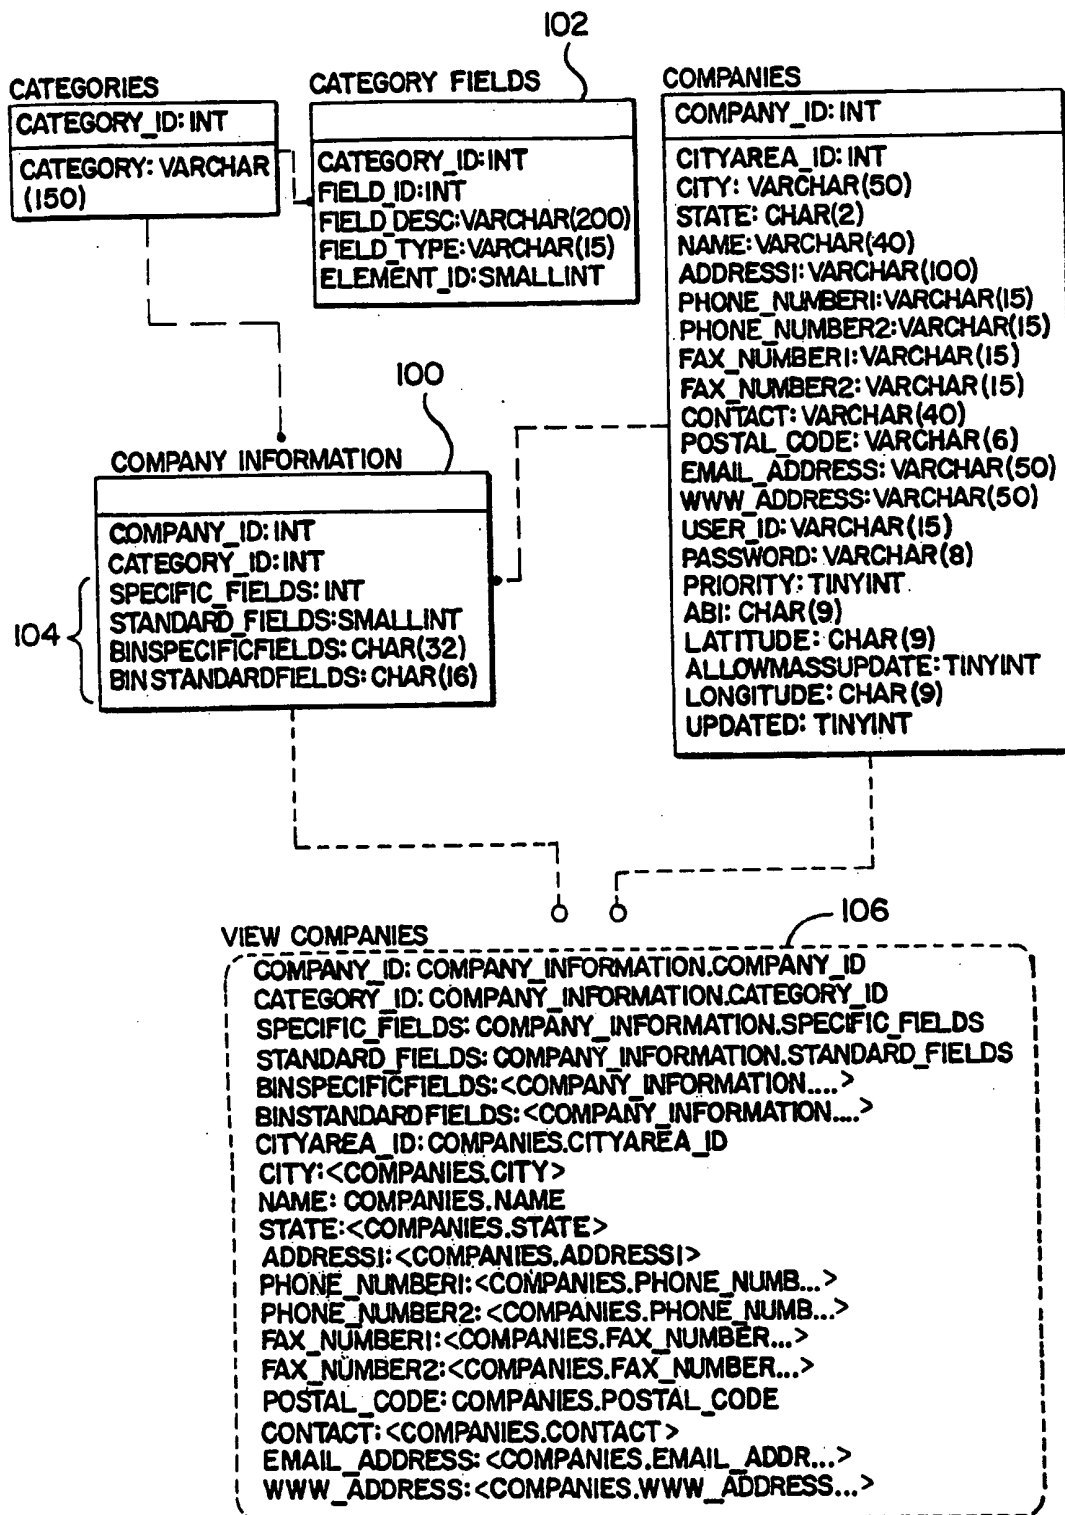 102
CATEGORIES
CATEGORY_ID: INT
CATEGORY: VARCHAR
(150)
CATEGORY FIELDS
CATEGORY_ID: INT
FIELD_ID: INT
FIELD_DESC: VARCHAR(200)
FIELD_TYPE: VARCHAR(15)
ELEMENT_ID: SMALLINT
COMPANIES
COMPANY_ID: INT
CITYAREA_ID: INT
CITY: VARCHAR(50)
STATE: CHAR(2)
NAME: VARCHAR(40)
ADDRESS1: VARCHAR(100)
PHONE_NUMBER1: VARCHAR(15)
PHONE_NUMBER2: VARCHAR(15)
FAX_NUMBER1: VARCHAR(15)
FAX_NUMBER2: VARCHAR(15)
CONTACT: VARCHAR(40)
POSTAL_CODE: VARCHAR(6)
EMAIL_ADDRESS: VARCHAR(50)
WWW_ADDRESS: VARCHAR(50)
USER_ID: VARCHAR(15)
PASSWORD: VARCHAR(8)
PRIORITY: TINYINT
ABI: CHAR(9)
LATITUDE: CHAR(9)
ALLOWMASSUPDATE: TINYINT
LONGITUDE: CHAR(9)
UPDATED: TINYINT
100
COMPANY INFORMATION
COMPANY_ID: INT
CATEGORY_ID: INT
SPECIFIC_FIELDS: INT
STANDARD_FIELDS: SMALLINT
BINSPECIFICFIELDS: CHAR(32)
BINSTANDARDFIELDS: CHAR(16)
104
106
VIEW COMPANIES
COMPANY_ID: COMPANY_INFORMATION.COMPANY_ID
CATEGORY_ID: COMPANY_INFORMATION.CATEGORY_ID
SPECIFIC_FIELDS: COMPANY_INFORMATION.SPECIFIC_FIELDS
STANDARD_FIELDS: COMPANY_INFORMATION.STANDARD_FIELDS
BINSPECIFICFIELDS:<COMPANY_INFORMATION....>
BINSTANDARDFIELDS:<COMPANY_INFORMATION....>
CITYAREA_ID: COMPANIES.CITYAREA_ID
CITY:<COMPANIES.CITY>
NAME: COMPANIES.NAME
STATE:<COMPANIES.STATE>
ADDRESS1:<COMPANIES.ADDRESS1>
PHONE_NUMBER1:<COMPANIES.PHONE_NUMB...>
PHONE_NUMBER2:<COMPANIES.PHONE_NUMB...>
FAX_NUMBER1:<COMPANIES.FAX_NUMBER...>
FAX_NUMBER2:<COMPANIES.FAX_NUMBER...>
POSTAL_CODE: COMPANIES.POSTAL_CODE
CONTACT:<COMPANIES.CONTACT>
EMAIL_ADDRESS:<COMPANIES.EMAIL_ADDR...>
WWW_ADDRESS:<COMPANIES.WWW_ADDRESS...>